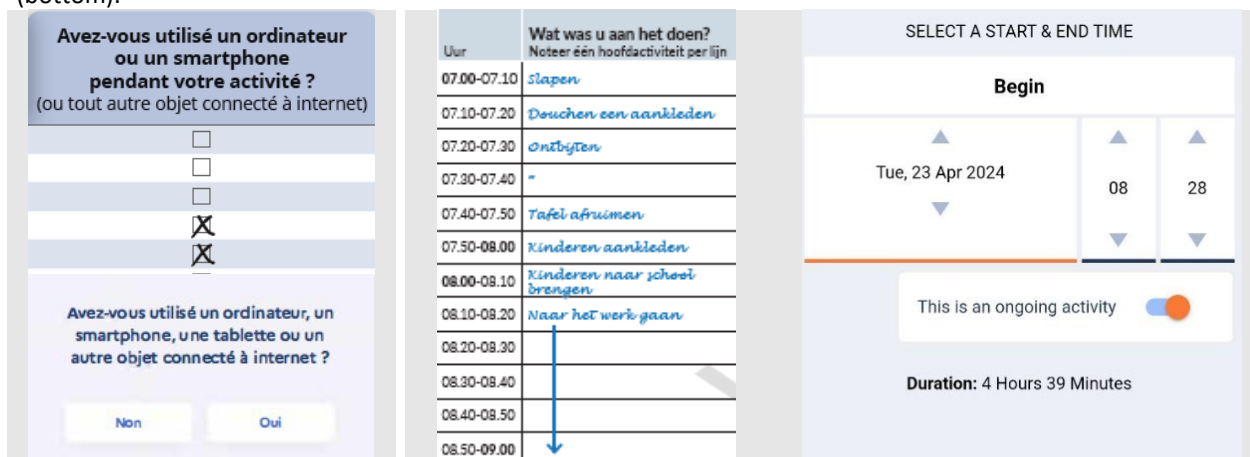 (bottom).
Avez-vous utilisé un ordinateur
ou un smartphone
pendant votre activité ?
(ou tout autre objet connecté à internet)
Avez-vous utilisé un ordinateur, un
smartphone, une tablette ou un
autre objet connecté à internet ?
Non Oui
Uur Wat was u aan het doen?
Noteer één hoofdactiviteit per lijn
07.00-07.10 Slapen
07.10-07.20 Douchen een aankleden
07.20-07.30 Ontbijten
07.30-07.40 "
07.40-07.50 Tafel afruimen
07.50-08.00 Kinderen aankleden
08.00-08.10 Kinderen naar school
brengen
08.10-08.20 Naar het werk gaan
08.20-08.30
08.30-08.40
08.40-08.50
08.50-09.00
SELECT A START & END TIME
Begin
Tue, 23 Apr 2024 08 28
This is an ongoing activity
Duration: 4 Hours 39 Minutes